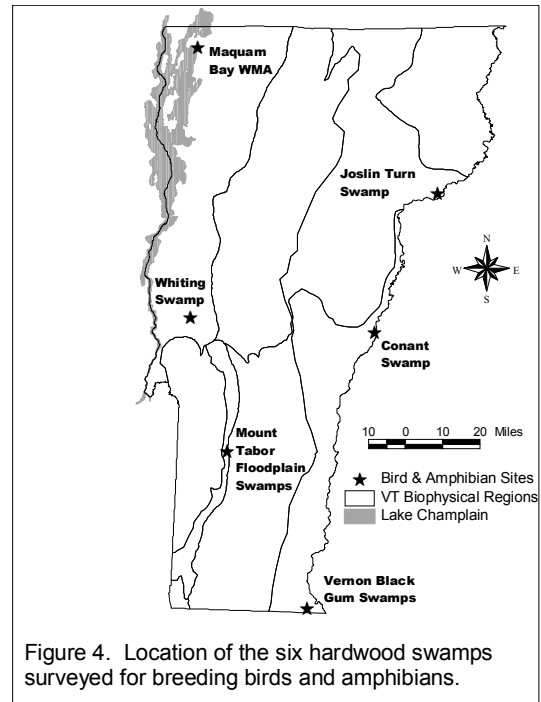 Maquam
Bay WMA
Joslin Turn
Swamp
N
W E
S
Whiting
Swamp
Conant
Swamp
10 0 10 20 Miles
Mount
Tabor
Floodplain
Swamps
Bird & Amphibian Sites
VT Biophysical Regions
Lake Champlain
Vernon Black
Gum Swamps
Figure 4. Location of the six hardwood swamps
surveyed for breeding birds and amphibians.